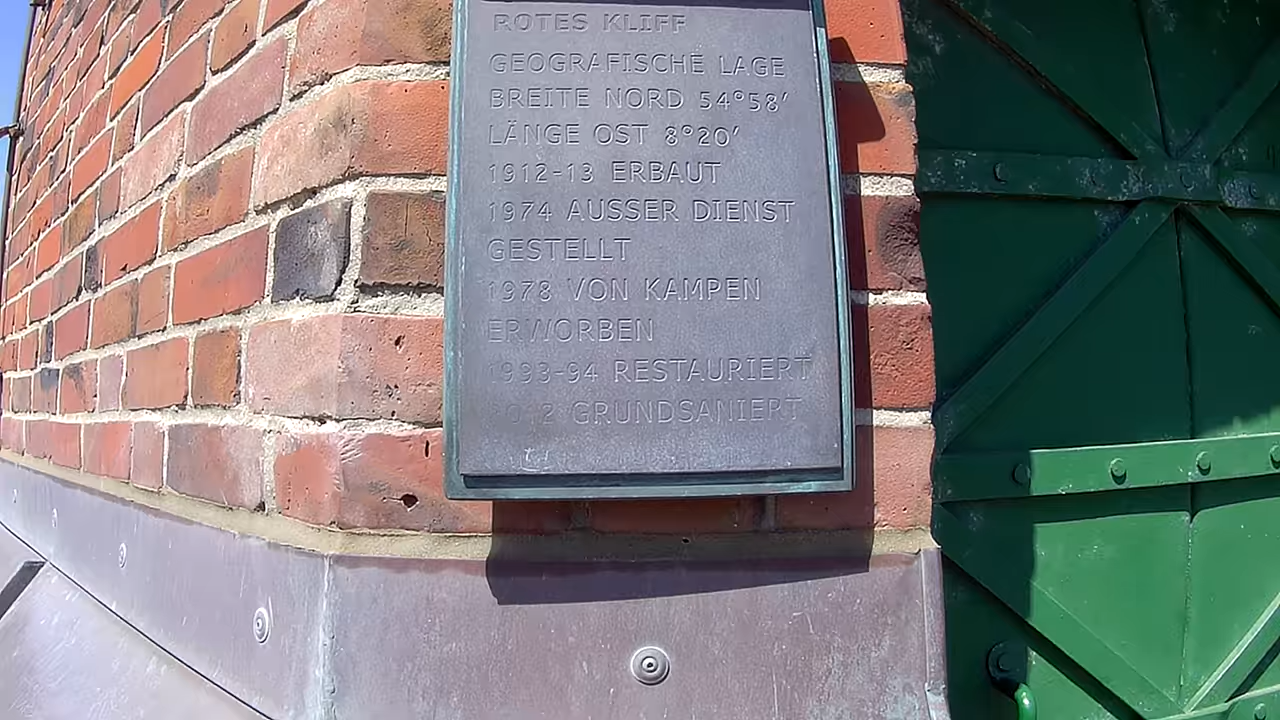 ROTES KLIFF
GEOGRAFISCHE LAGE
BREITE NORD 54°58'
LÄNGE OST 8°20'
1912-13 ERBAUT
1974 AUSSER DIENST
GESTELLT
1978 VON KAMPEN
ERWORBEN
1993-94 RESTAURIERT
GRUNDSANIERT